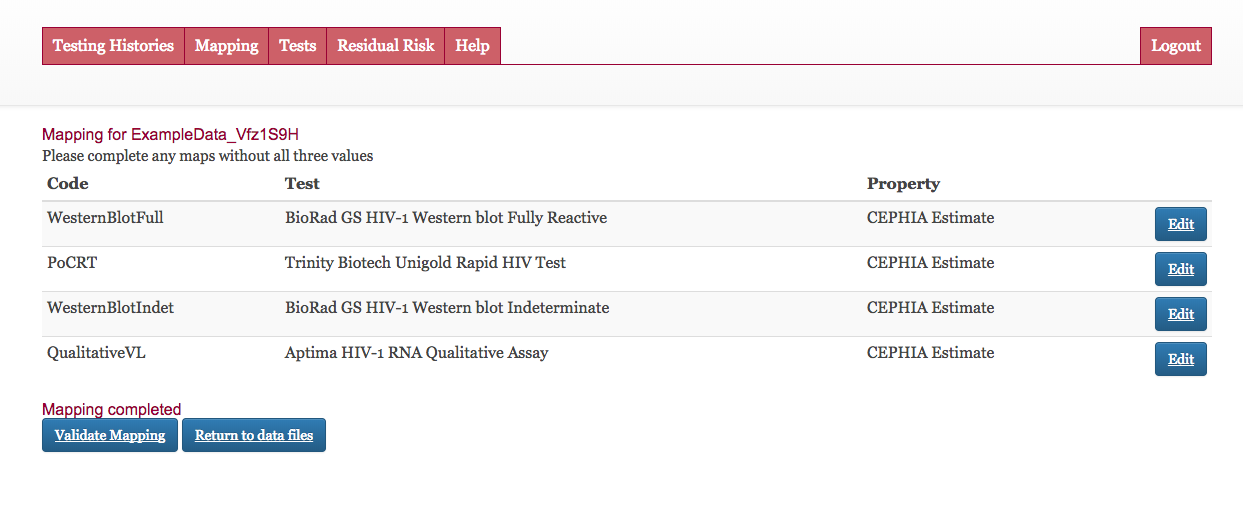 Testing Histories Mapping Tests Residual Risk Help Logout
Mapping for ExampleData_Vfz1S9H
Please complete any maps without all three values
Code Test Property
WesternBlotFull BioRad GS HIV-1 Western blot Fully Reactive CEPHIA Estimate Edit
PoCRT Trinity Biotech Unigold Rapid HIV Test CEPHIA Estimate Edit
WesternBlotIndet BioRad GS HIV-1 Western blot Indeterminate CEPHIA Estimate Edit
QualitativeVL Aptima HIV-1 RNA Qualitative Assay CEPHIA Estimate Edit
Mapping completed
Validate Mapping Return to data files